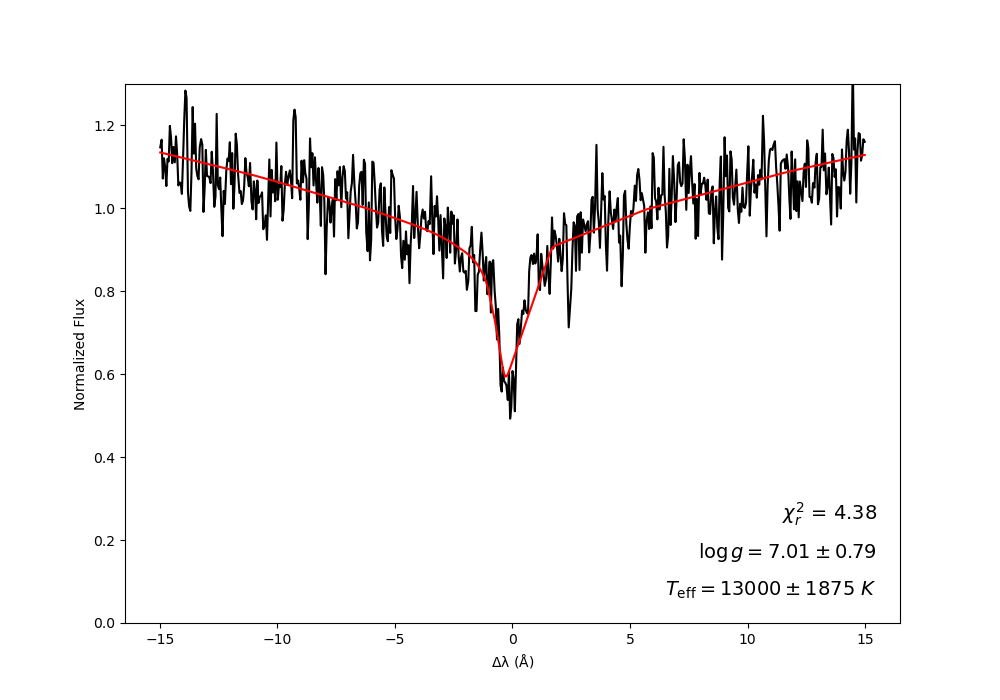 1.2
1.0
0.8
0.6
0.4
0.2
0.0
Normalized Flux
χ²ᵣ = 4.38
log g = 7.01 ± 0.79
T_eff = 13000 ± 1875 K
−15 −10 −5 0 5 10 15
Δλ (Å)